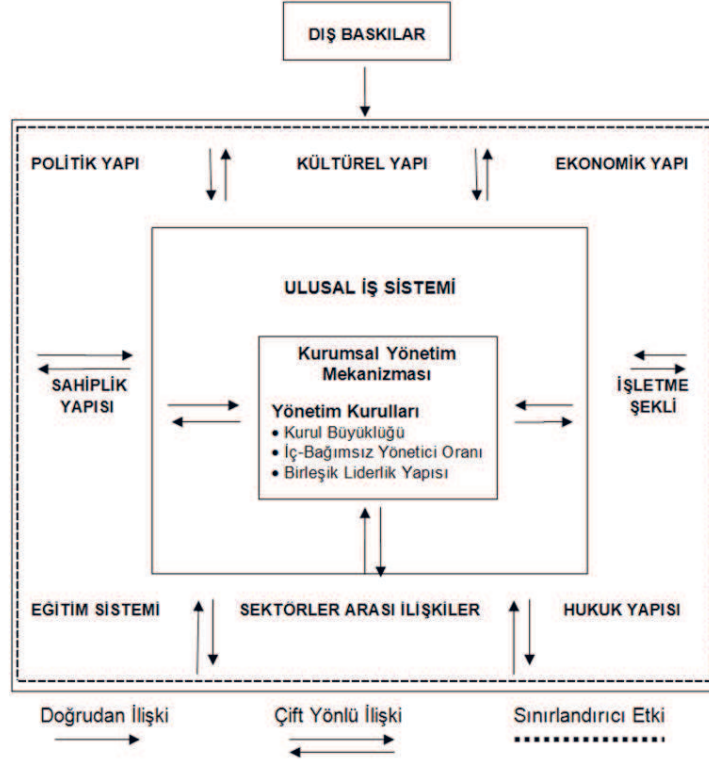 DIŞ BASKILAR
POLİTİK YAPI
KÜLTÜREL YAPI
EKONOMİK YAPI
ULUSAL İŞ SİSTEMİ
Kurumsal Yönetim
Mekanizması
SAHİPLİK
YAPISI
İŞLETME
ŞEKLİ
Yönetim Kurulları
• Kurul Büyüklüğü
• İç-Bağımsız Yönetici Oranı
• Birleşik Liderlik Yapısı
EĞİTİM SİSTEMİ
SEKTÖRLER ARASI İLİŞKİLER
HUKUK YAPISI
Doğrudan İlişki
Çift Yönlü İlişki
Sınırlandırıcı Etki